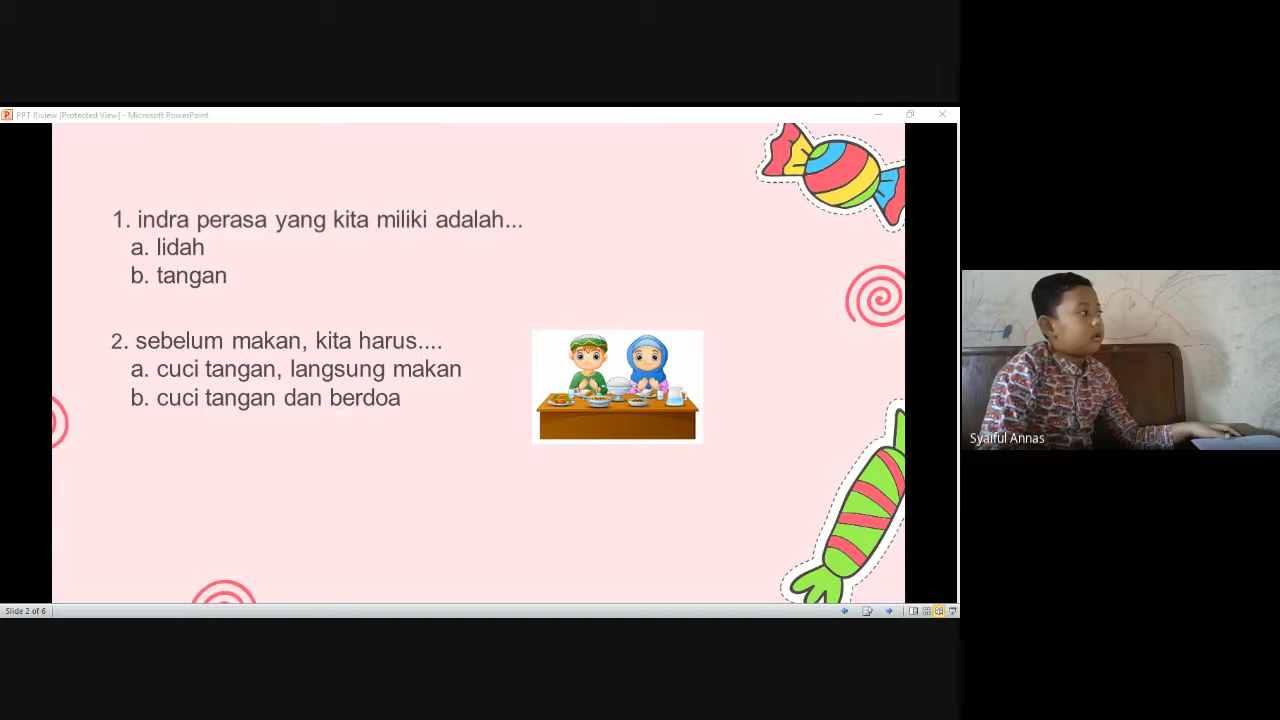 PPT Riview [Protected View] - Microsoft PowerPoint
1. indra perasa yang kita miliki adalah...
a. lidah
b. tangan
2. sebelum makan, kita harus....
a. cuci tangan, langsung makan
b. cuci tangan dan berdoa
Syaiful Annas
Slide 2 of 6